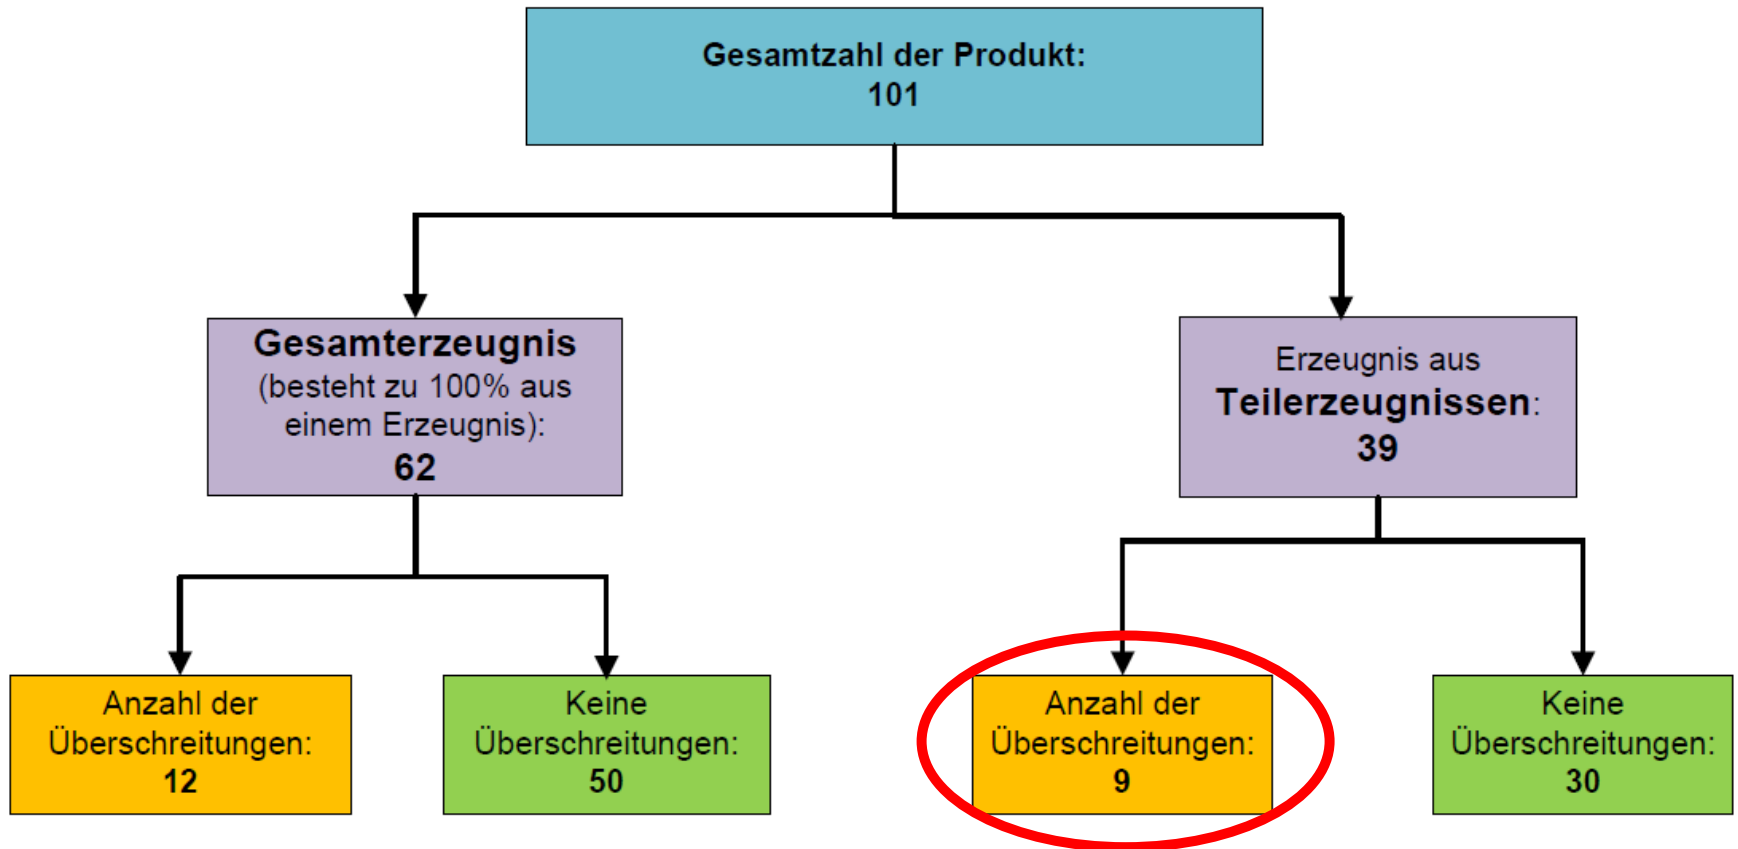 Gesamtzahl der Produkt:
101
Gesamterzeugnis
(besteht zu 100% aus
einem Erzeugnis):
62
Erzeugnis aus
Teilerzeugnissen:
39
Anzahl der
Überschreitungen:
12
Keine
Überschreitungen:
50
Anzahl der
Überschreitungen:
9
Keine
Überschreitungen:
30